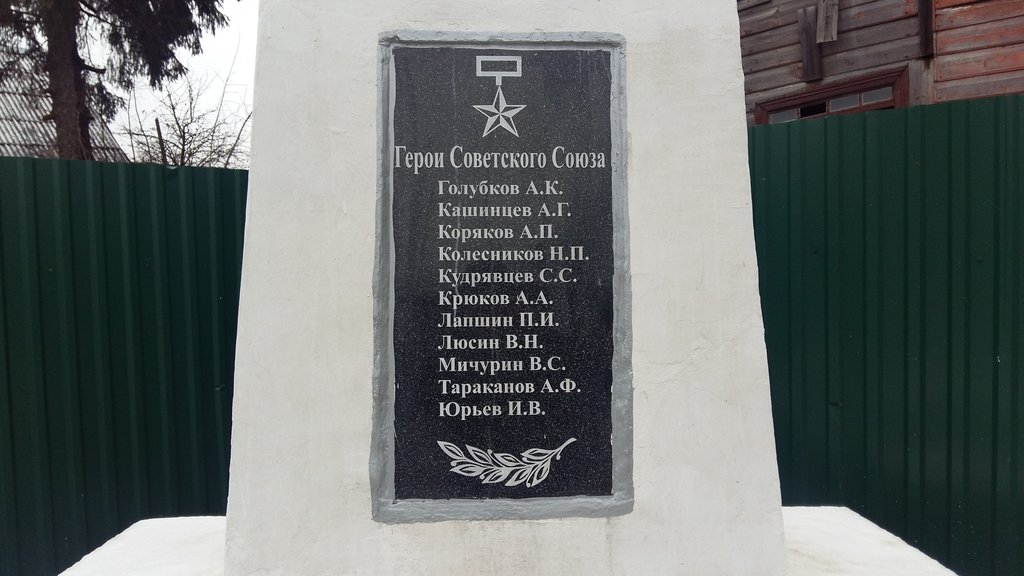 Герои Советского Союза
Голубков А.К.
Кашинцев А.Г.
Коряков А.П.
Колесников Н.П.
Кудрявцев С.С.
Крюков А.А.
Лапшин П.И.
Люсин В.Н.
Мичурин В.С.
Тараканов А.Ф.
Юрьев И.В.